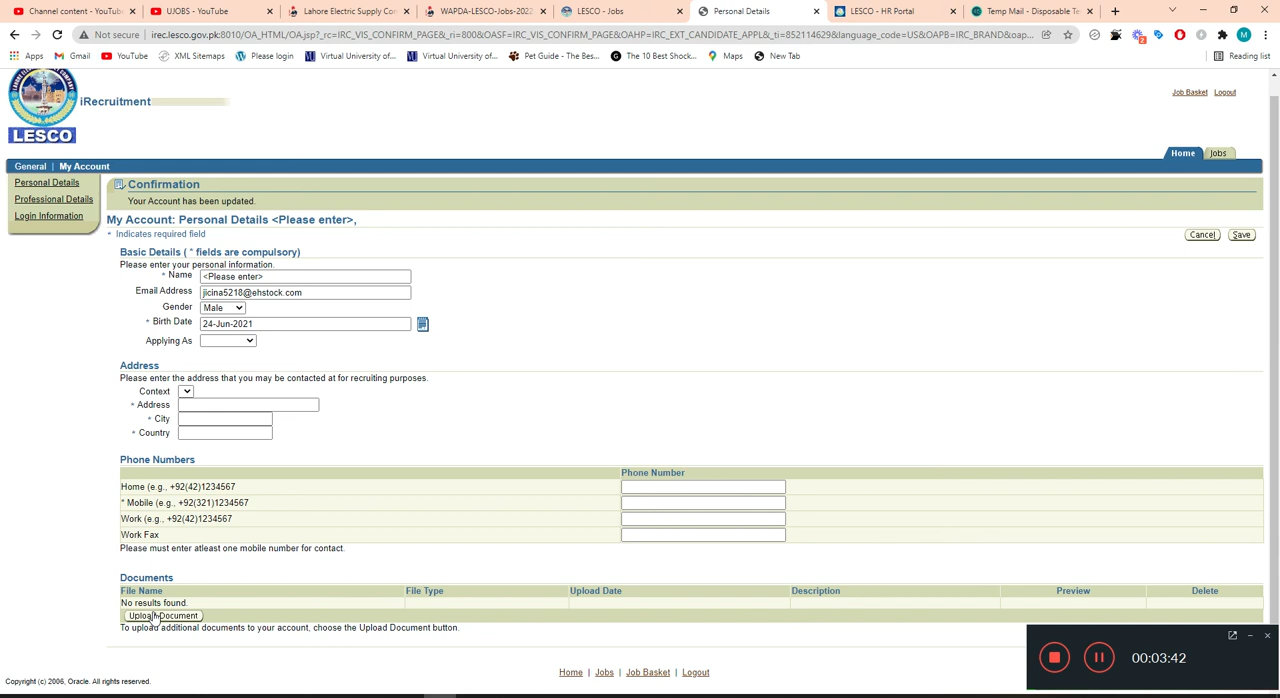 Channel content - YouTube
UJOBS - YouTube
Lahore Electric Supply Com
WAPDA-LESCO-Jobs-2022
LESCO - Jobs
Personal Details
LESCO - HR Portal
Temp Mail - Disposable Te
Not secure | irec.lesco.gov.pk:8010/OA_HTML/OA.jsp?_rc=IRC_VIS_CONFIRM_PAGE&_ri=800&OASF=IRC_VIS_CONFIRM_PAGE&OAHP=IRC_EXT_CANDIDATE_APPL&_ti=852114629&language_code=US&OAPB=IRC_BRAND&oap...
Apps Gmail YouTube XML Sitemaps Please login Virtual University of... Virtual University of... Pet Guide - The Bes... The 10 Best Shock... Maps New Tab Reading list
iRecruitment
LESCO
Job Basket Logout
Home Jobs
General | My Account
Personal Details
Professional Details
Login Information
Confirmation
Your Account has been updated.
My Account: Personal Details <Please enter>,
* Indicates required field
Cancel Save
Basic Details ( * fields are compulsory)
Please enter your personal information.
* Name <Please enter>
Email Address jicina5218@ehstock.com
Gender Male
* Birth Date 24-Jun-2021
Applying As
Address
Please enter the address that you may be contacted at for recruiting purposes.
Context
* Address
* City
* Country
Phone Numbers
Phone Number
Home (e.g., +92(42)1234567
* Mobile (e.g., +92(321)1234567
Work (e.g., +92(42)1234567
Work Fax
Please must enter atleast one mobile number for contact.
Documents
File Name File Type Upload Date Description Preview Delete
No results found.
Upload Document
To upload additional documents to your account, choose the Upload Document button.
00:03:42
Home | Jobs | Job Basket | Logout
Copyright (c) 2006, Oracle. All rights reserved.